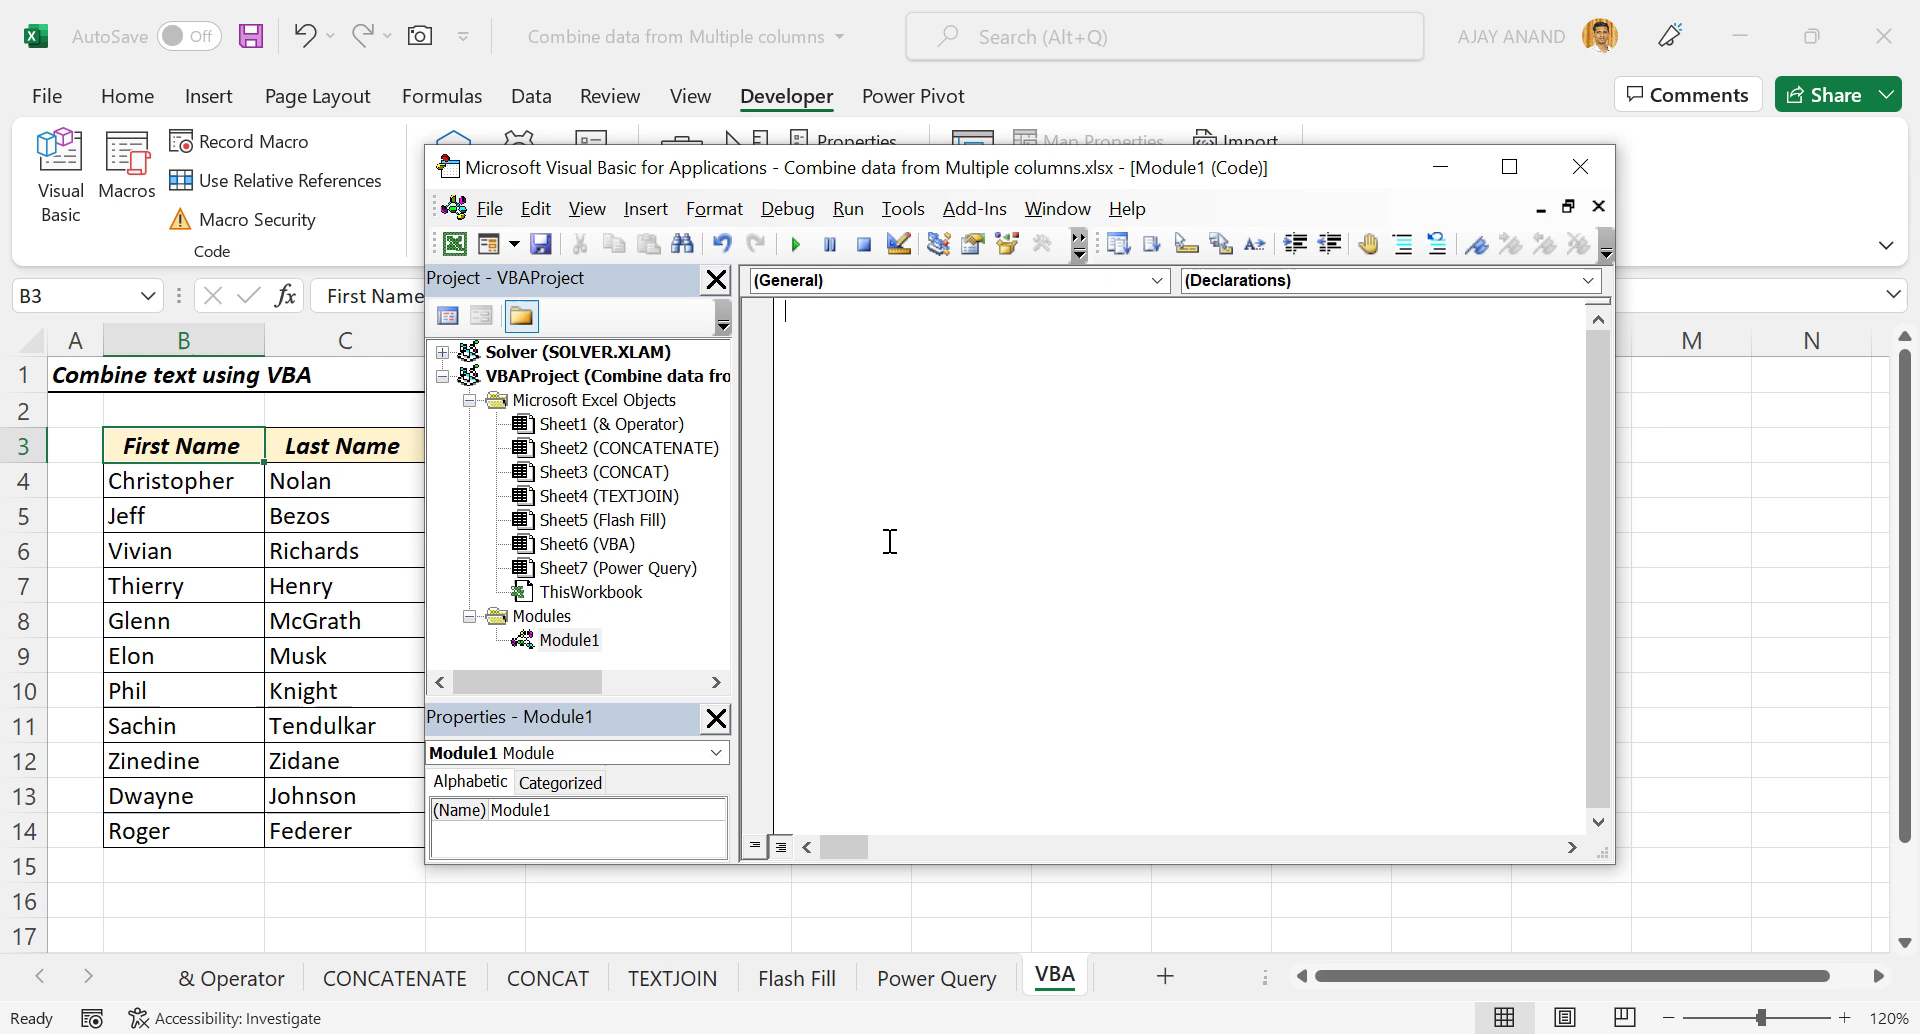 AutoSave Off
Combine data from Multiple columns
Search (Alt+Q)
AJAY ANAND
File Home Insert Page Layout Formulas Data Review View Developer Power Pivot
Comments Share
Visual Basic
Macros
Record Macro
Use Relative References
Macro Security
Code
Properties
Map Properties
Import
Microsoft Visual Basic for Applications - Combine data from Multiple columns.xlsx - [Module1 (Code)]
File Edit View Insert Format Debug Run Tools Add-Ins Window Help
Project - VBAProject
(General) (Declarations)
Solver (SOLVER.XLAM)
VBAProject (Combine data fro
Microsoft Excel Objects
Sheet1 (& Operator)
Sheet2 (CONCATENATE)
Sheet3 (CONCAT)
Sheet4 (TEXTJOIN)
Sheet5 (Flash Fill)
Sheet6 (VBA)
Sheet7 (Power Query)
ThisWorkbook
Modules
Module1
Properties - Module1
Module1 Module
Alphabetic Categorized
(Name) Module1
B3 fx First Name
A B C M N
1 Combine text using VBA
2
3 First Name Last Name
4 Christopher Nolan
5 Jeff Bezos
6 Vivian Richards
7 Thierry Henry
8 Glenn McGrath
9 Elon Musk
10 Phil Knight
11 Sachin Tendulkar
12 Zinedine Zidane
13 Dwayne Johnson
14 Roger Federer
15
16
17
& Operator CONCATENATE CONCAT TEXTJOIN Flash Fill Power Query VBA
Ready Accessibility: Investigate 120%